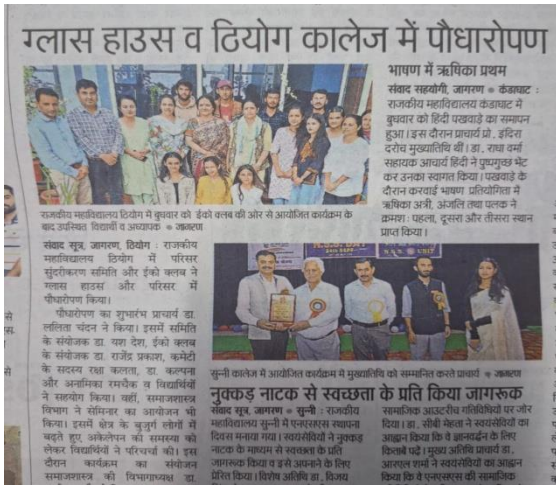 ग्लास हाउस व ठियोग कालेज में पौधारोपण
राजकीय महाविद्यालय ठियोग में बुधवार को ईको क्लब की ओर से आयोजित कार्यक्रम के
बाद उपस्थित विद्यार्थी व अध्यापक ● जागरण
संवाद सूत्र, जागरण, ठियोग : राजकीय
महाविद्यालय ठियोग में परिसर
सुंदरीकरण समिति और ईको क्लब ने
ग्लास हाउस और परिसर में
पौधारोपण किया।
पौधारोपण का शुभारंभ प्राचार्य डा.
ललिता चंदन ने किया। इसमें समिति
के संयोजक डा. यश देश, ईको क्लब
के संयोजक डा. राजेंद्र प्रकाश, कमेटी
के सदस्य रक्षा कलता, डा. कल्पना
और अनामिका रमचैक व विद्यार्थियों
ने सहयोग किया। वहीं, समाजशास्त्र
विभाग ने सेमिनार का आयोजन भी
किया। इसमें क्षेत्र के बुजुर्ग लोगों में
बढ़ते हुए अकेलेपन की समस्या को
लेकर विद्यार्थियों ने परिचर्चा की। इस
दौरान कार्यक्रम का संयोजन
समाजशास्त्र की विभागाध्यक्ष डा.
भाषण में ऋषिका प्रथम
संवाद सहयोगी, जागरण ● कंडाघाट :
राजकीय महाविद्यालय कंडाघाट में
बुधवार को हिंदी पखवाड़े का समापन
हुआ। इस दौरान प्राचार्य प्रो. इंदिरा
दरोच मुख्यातिथि थीं। डा. राधा वर्मा
सहायक आचार्य हिंदी ने पुष्पगुच्छ भेंट
कर उनका स्वागत किया। पखवाड़े के
दौरान करवाई भाषण प्रतियोगिता में
ऋषिका अत्री, अंजलि तथा पलक ने
क्रमश: पहला, दूसरा और तीसरा स्थान
प्राप्त किया।
सुन्नी कालेज में आयोजित कार्यक्रम में मुख्यातिथि को सम्मानित करते प्राचार्य ● जागरण
नुक्कड़ नाटक से स्वच्छता के प्रति किया जागरूक
संवाद सूत्र, जागरण ● सुन्नी : राजकीय
महाविद्यालय सुन्नी में एनएसएस स्थापना
दिवस मनाया गया। स्वयंसेवियों ने नुक्कड़
नाटक के माध्यम से स्वच्छता के प्रति
जागरूक किया व इसे अपनाने के लिए
प्रेरित किया। विशेष अतिथि डा. विजय
सामाजिक आउटरीच गतिविधियों पर जोर
दिया। डा. सीबी मेहता ने स्वयंसेवियों का
आह्वान किया कि वे ज्ञानवर्द्धन के लिए
किताबें पढ़ें। मुख्य अतिथि प्राचार्य डा.
आरएल शर्मा ने स्वयंसेवियों का आह्वान
किया कि वे एनएसएस की सामाजिक